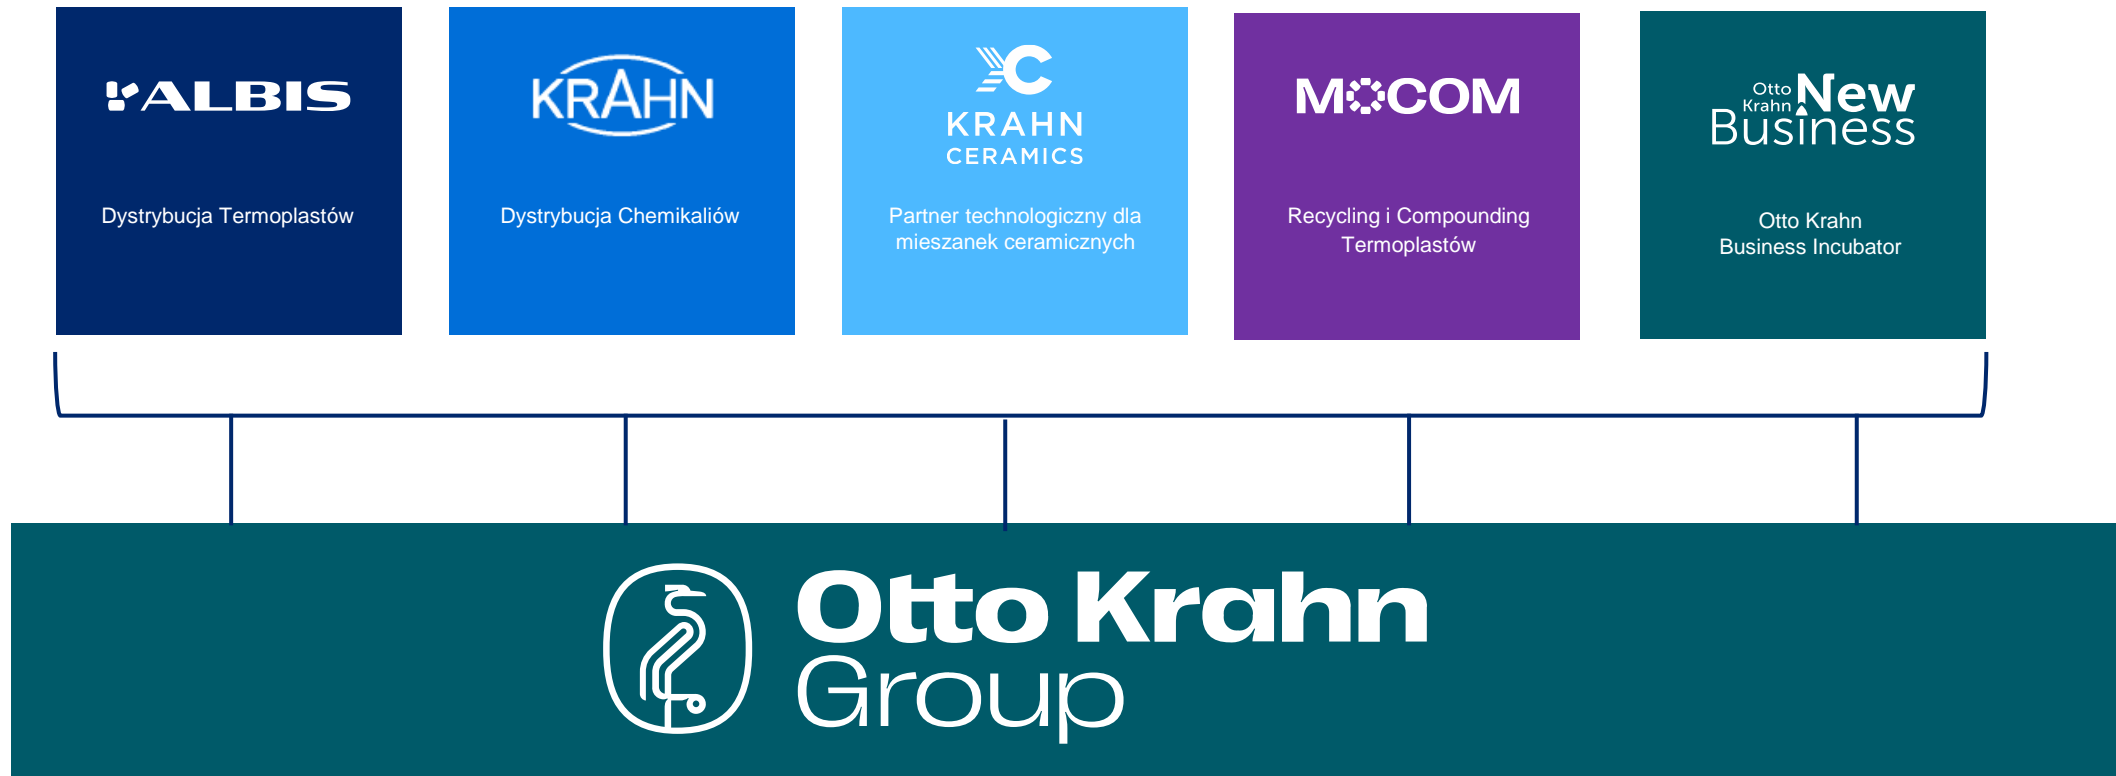 ALBIS
Dystrybucja Termoplastów
KRAHN
Dystrybucja Chemikaliów
KRAHN
CERAMICS
Partner technologiczny dla
mieszanek ceramicznych
MOCOM
Recycling i Compounding
Termoplastów
Otto
Krahn New
Business
Otto Krahn
Business Incubator
Otto Krahn
Group